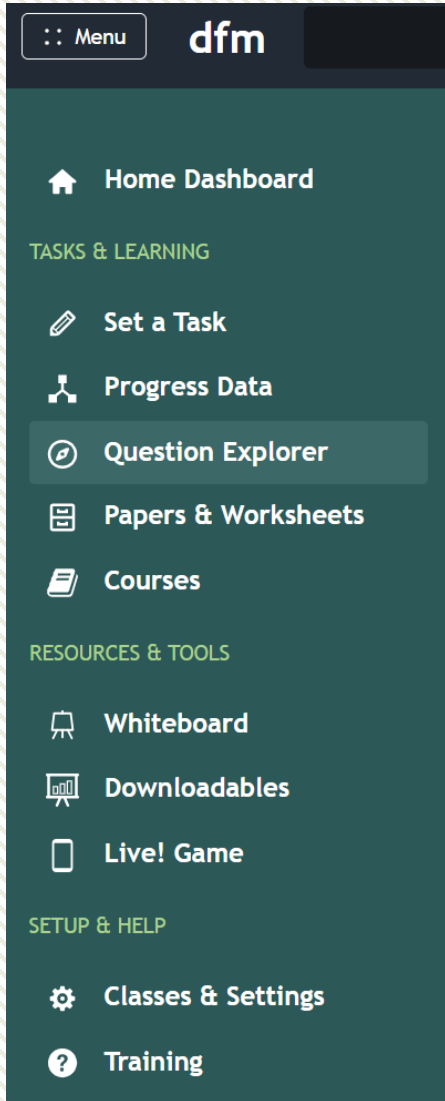 :: Menu dfm
Home Dashboard
TASKS & LEARNING
Set a Task
Progress Data
Question Explorer
Papers & Worksheets
Courses
RESOURCES & TOOLS
Whiteboard
Downloadables
Live! Game
SETUP & HELP
Classes & Settings
? Training